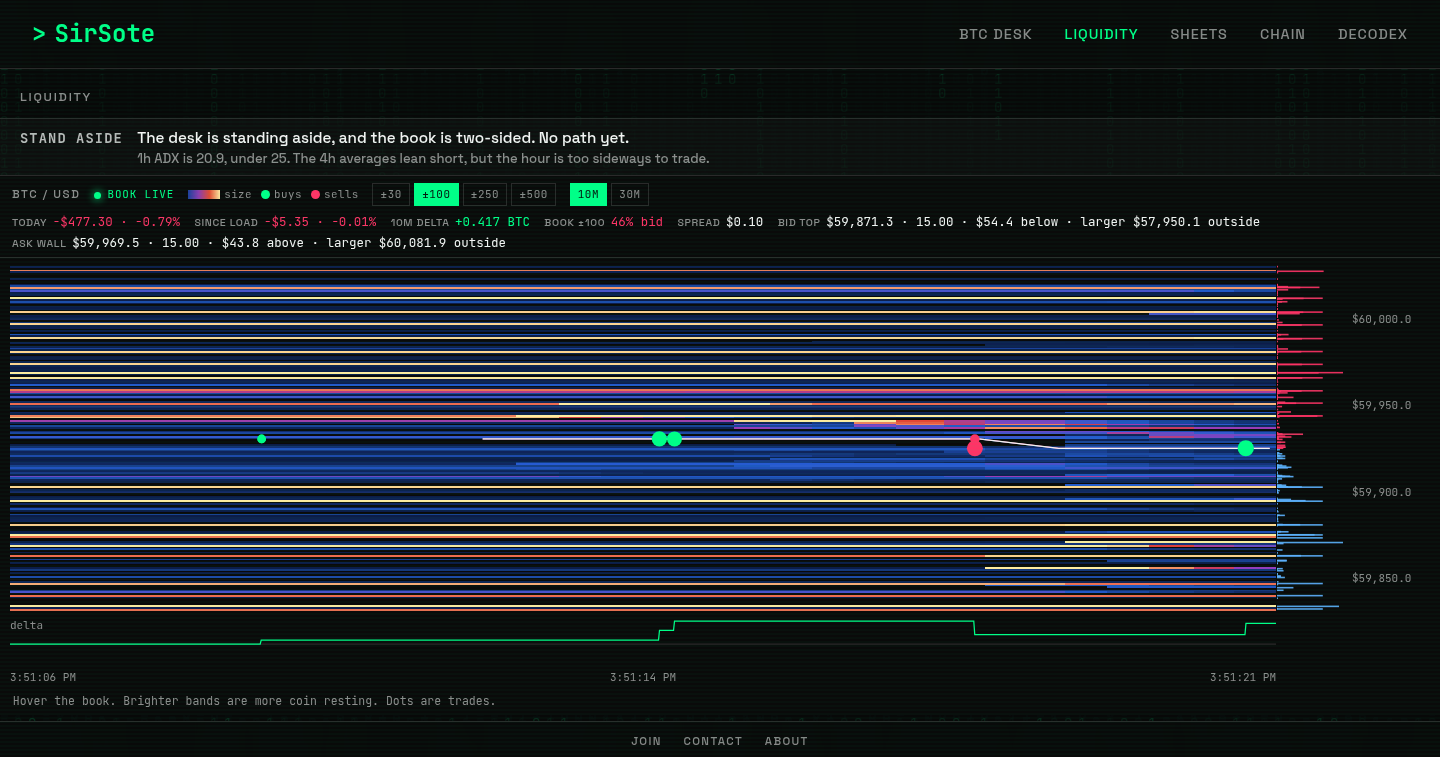 > SirSote
BTC DESK LIQUIDITY SHEETS CHAIN DECODEX
LIQUIDITY
STAND ASIDE The desk is standing aside, and the book is two-sided. No path yet.
1h ADX is 20.9, under 25. The 4h averages lean short, but the hour is too sideways to trade.
BTC / USD BOOK LIVE size buys sells ±30 ±100 ±250 ±500 10M 30M
TODAY -$477.30 · -0.79% SINCE LOAD -$5.35 · -0.01% 10M DELTA +0.417 BTC BOOK ±100 46% bid SPREAD $0.10 BID TOP $59,871.3 · 15.00 · $54.4 below · larger $57,950.1 outside
ASK WALL $59,969.5 · 15.00 · $43.8 above · larger $60,081.9 outside
$60,000.0
$59,950.0
$59,900.0
$59,850.0
delta
3:51:06 PM 3:51:14 PM 3:51:21 PM
Hover the book. Brighter bands are more coin resting. Dots are trades.
JOIN CONTACT ABOUT